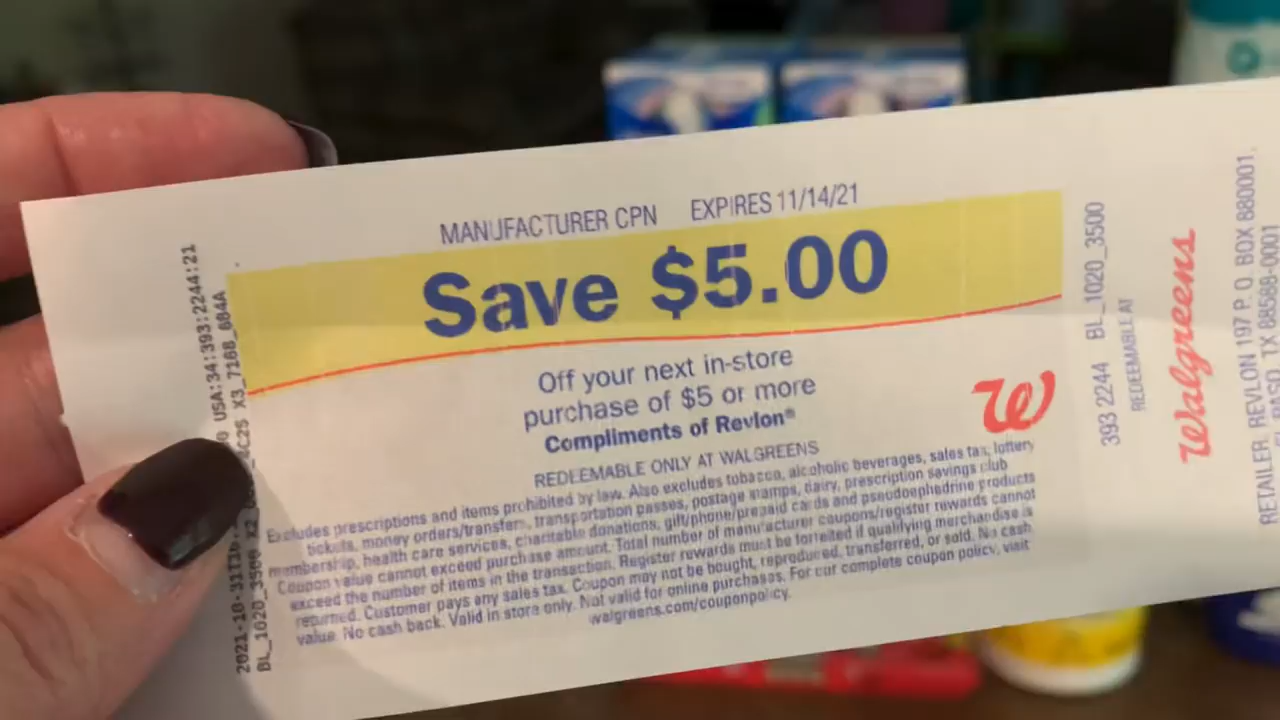 MANUFACTURER CPN EXPIRES 11/14/21
Save $5.00
Off your next in-store
purchase of $5 or more
Compliments of Revlon®
REDEEMABLE ONLY AT WALGREENS
Excludes prescriptions and items prohibited by law. Also excludes tobacco, alcoholic beverages, sales tax, lottery
tickets, money orders/transfers, transportation passes, postage stamps, dairy, prescription savings club
membership, health care services, charitable donations, gift/phone/prepaid cards and pseudoephedrine products
Coupon value cannot exceed purchase amount. Total number of manufacturer coupons/register rewards cannot
exceed the number of items in the transaction. Register rewards must be forfeited if qualifying merchandise is
returned. Customer pays any sales tax. Coupon may not be bought, reproduced, transferred, or sold. No cash
value. No cash back. Valid in store only. Not valid for online purchases. For our complete coupon policy, visit
walgreens.com/couponpolicy.
W
USA:34:393:2244:21
X3_7168_684A
393 2244 BL_1020_3500
REDEEMABLE AT
Walgreens
RETAILER: REVLON 197 P. O. BOX 880001,
PASO, TX 88588-0001